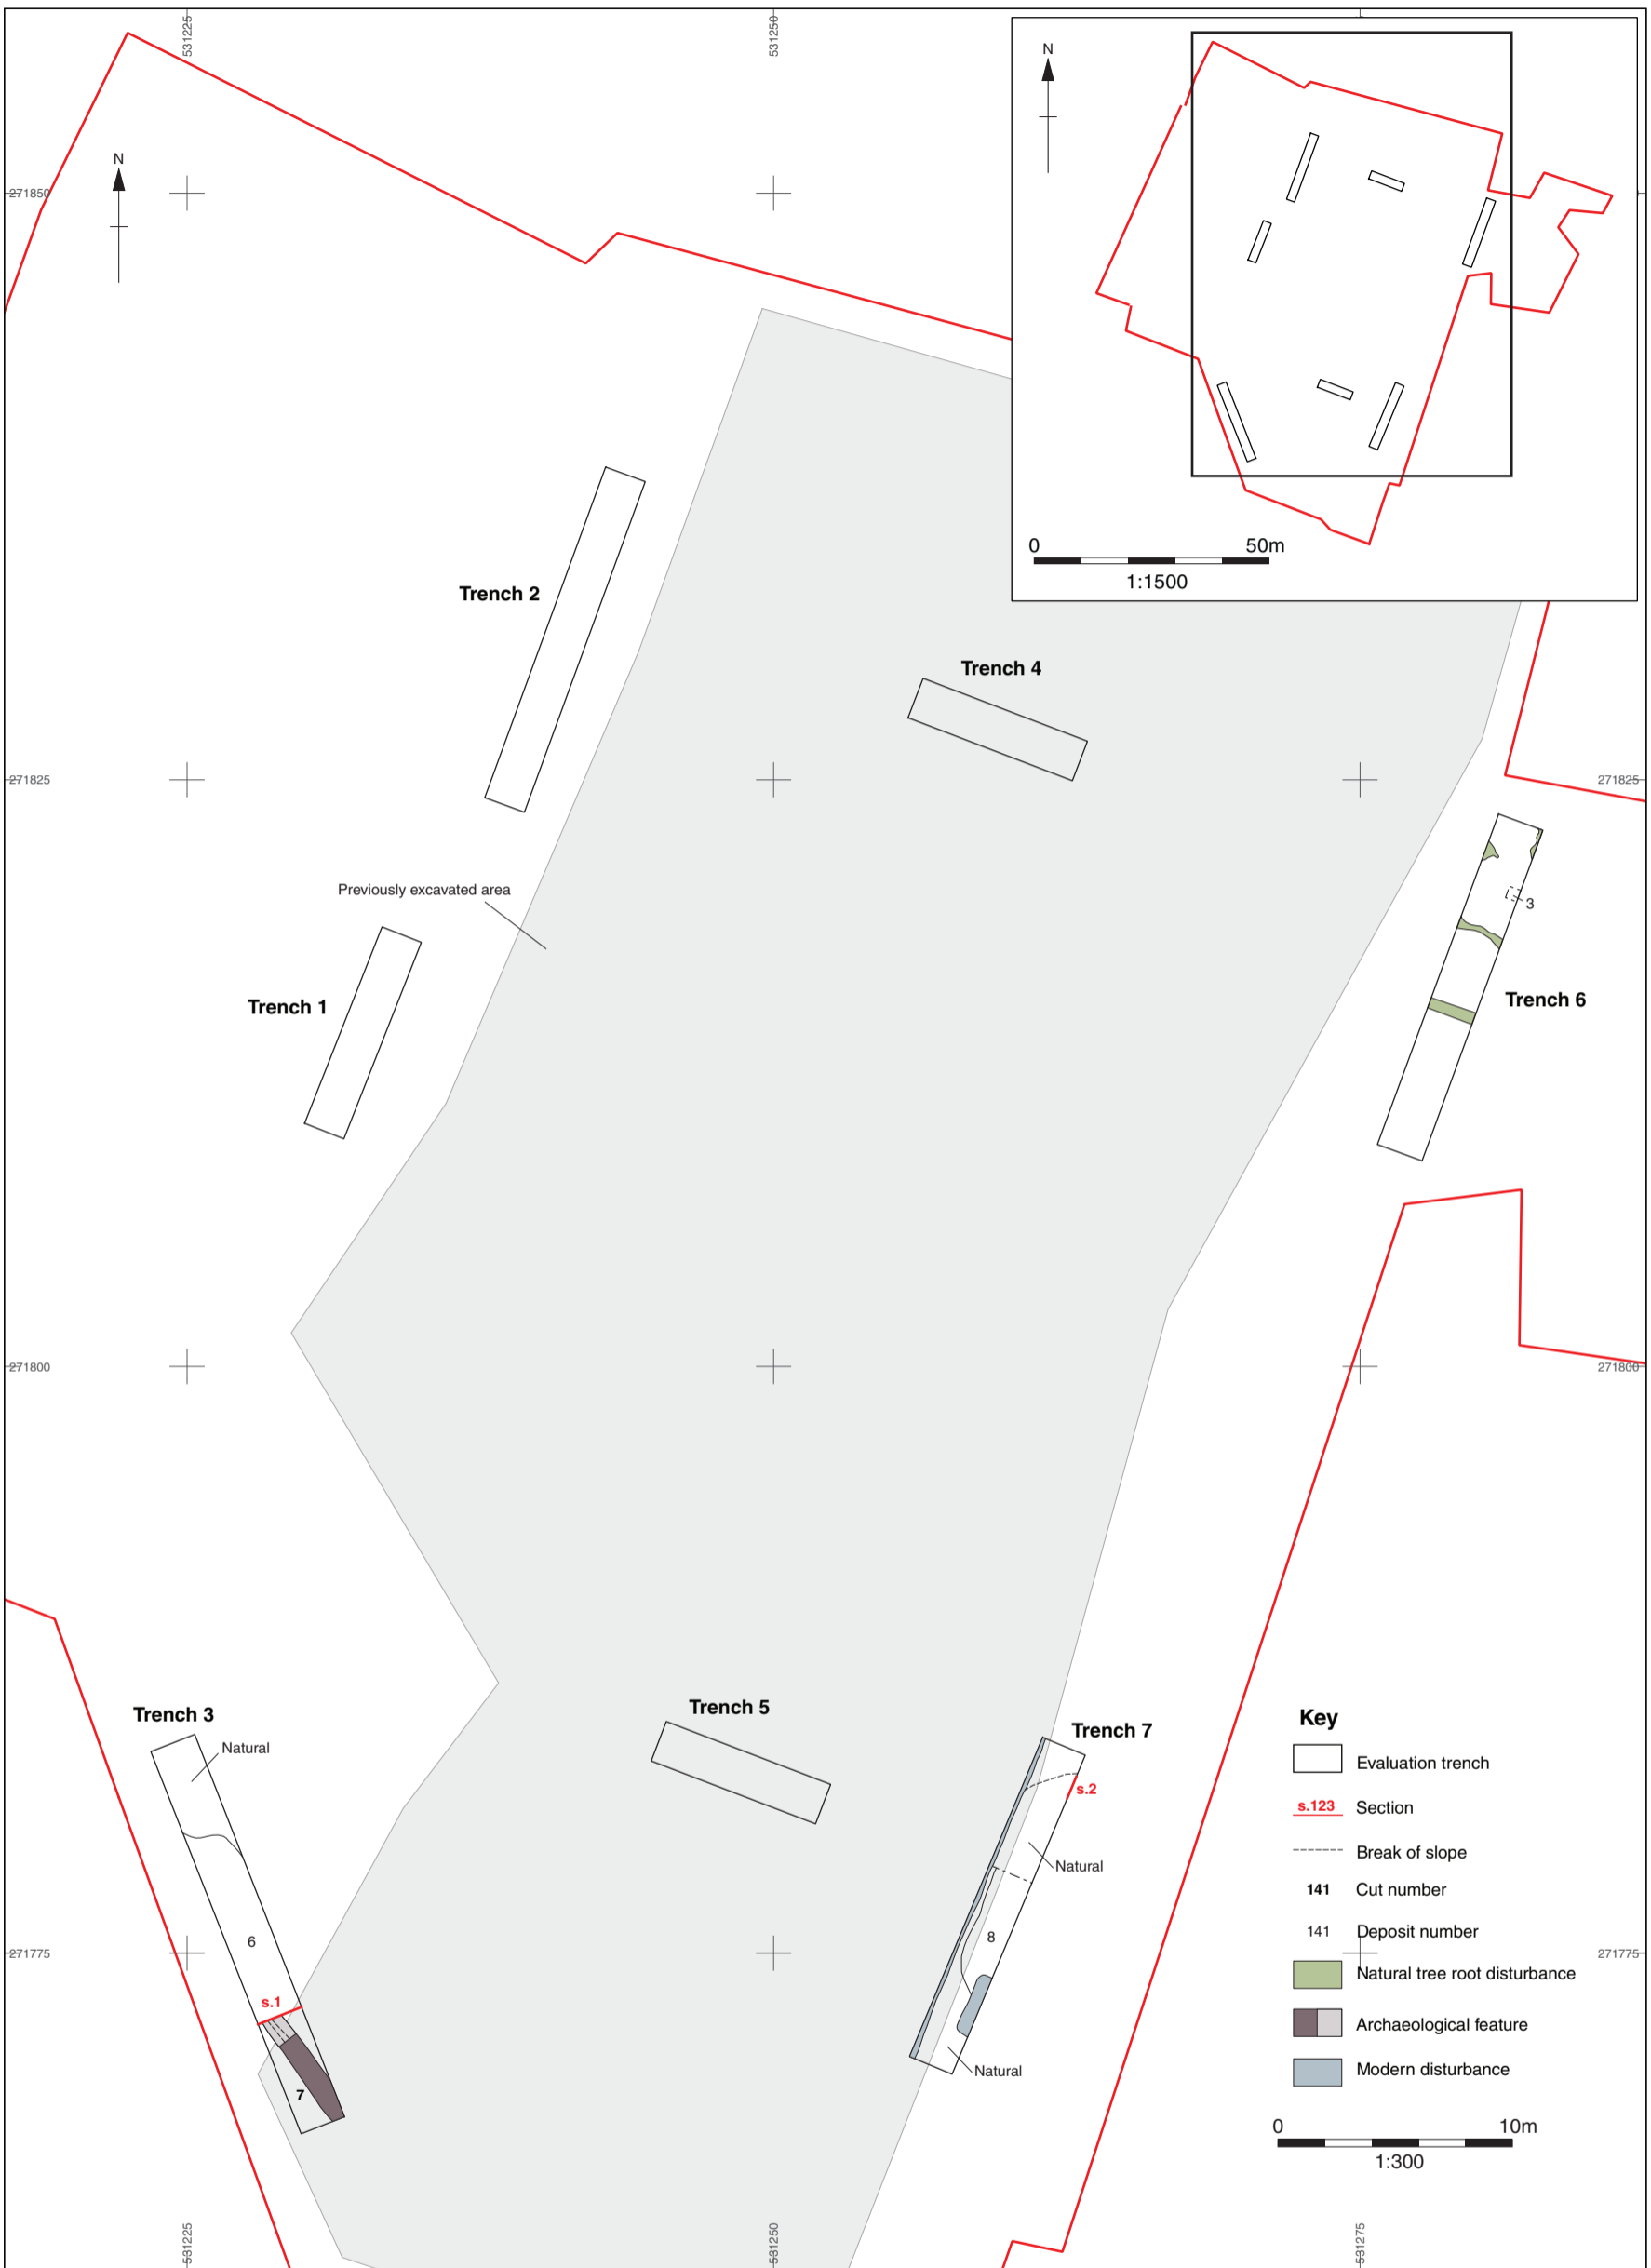 531225
531250
N
N
271850
0
50m
1:1500
Trench 2
Trench 4
271825
271825
Previously excavated area
3
Trench 1
Trench 6
271800
271800
Trench 3
Trench 5
Trench 7
Natural
s.2
Natural
6
8
271775
271775
s.1
7
Natural
Key
Evaluation trench
s.123 Section
Break of slope
141 Cut number
141 Deposit number
Natural tree root disturbance
Archaeological feature
Modern disturbance
0
10m
1:300
531225
531250
531275